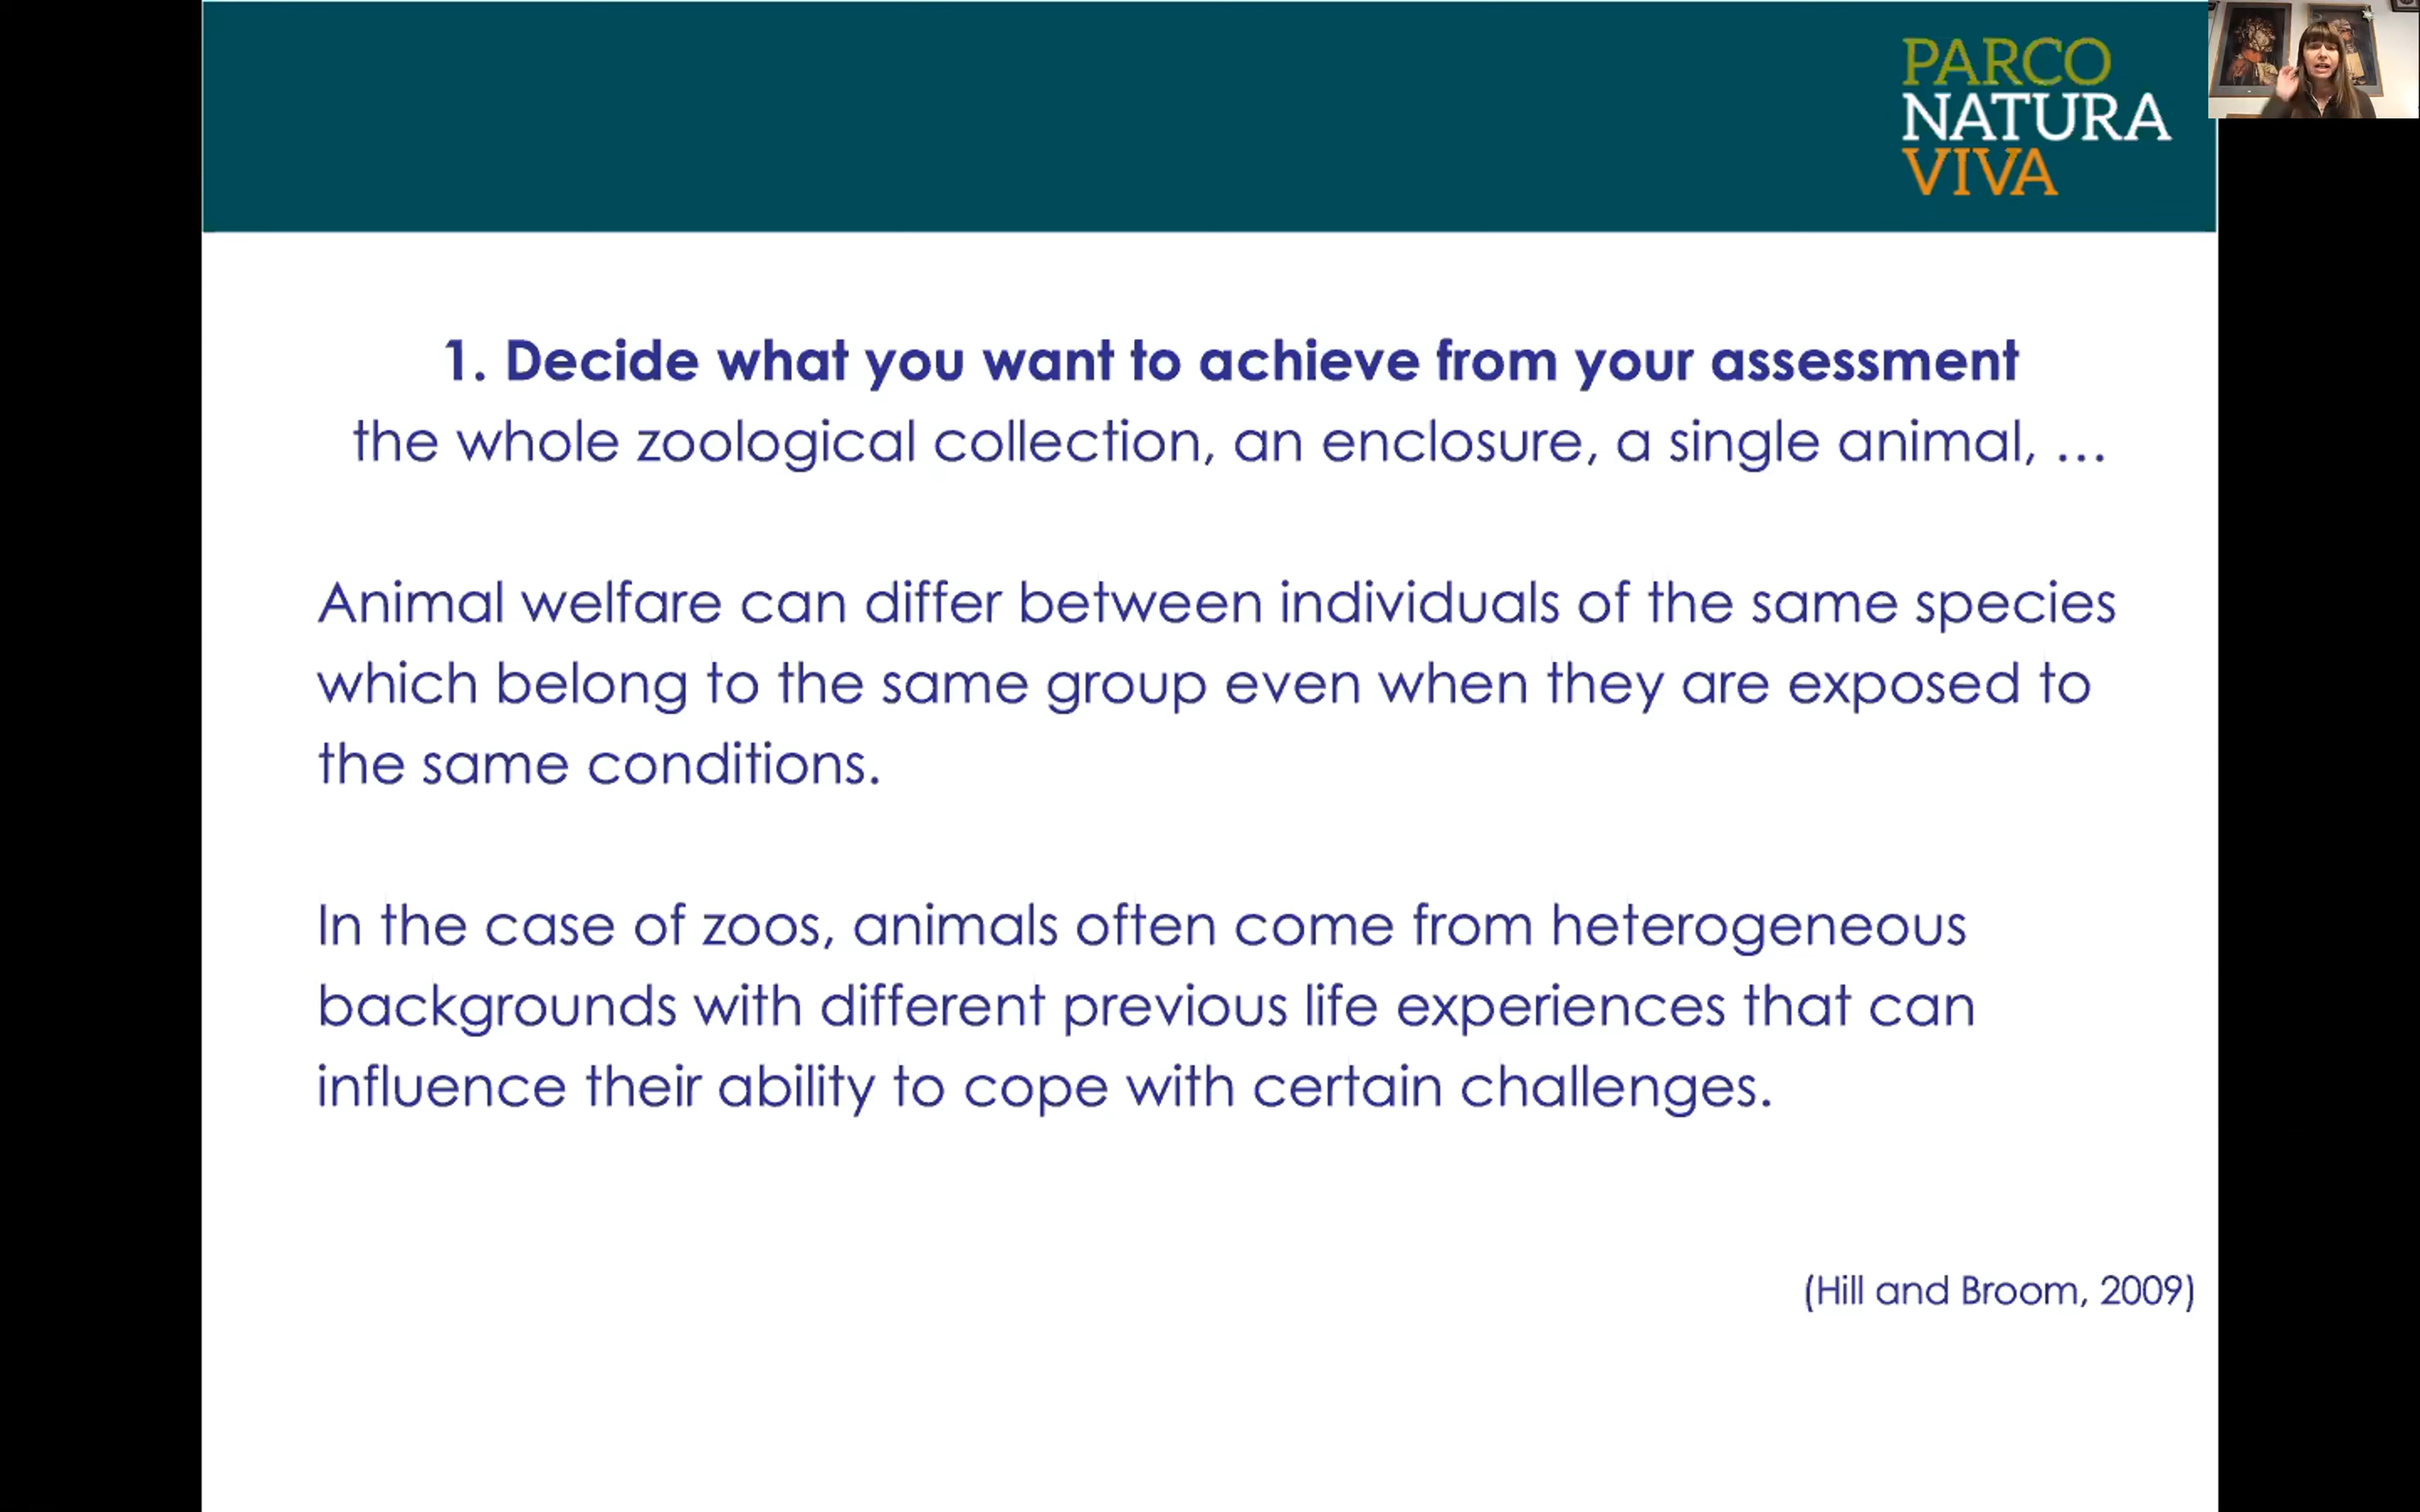 PARCO
NATURA
VIVA
1. Decide what you want to achieve from your assessment
the whole zoological collection, an enclosure, a single animal, …
Animal welfare can differ between individuals of the same species
which belong to the same group even when they are exposed to
the same conditions.
In the case of zoos, animals often come from heterogeneous
backgrounds with different previous life experiences that can
influence their ability to cope with certain challenges.
(Hill and Broom, 2009)